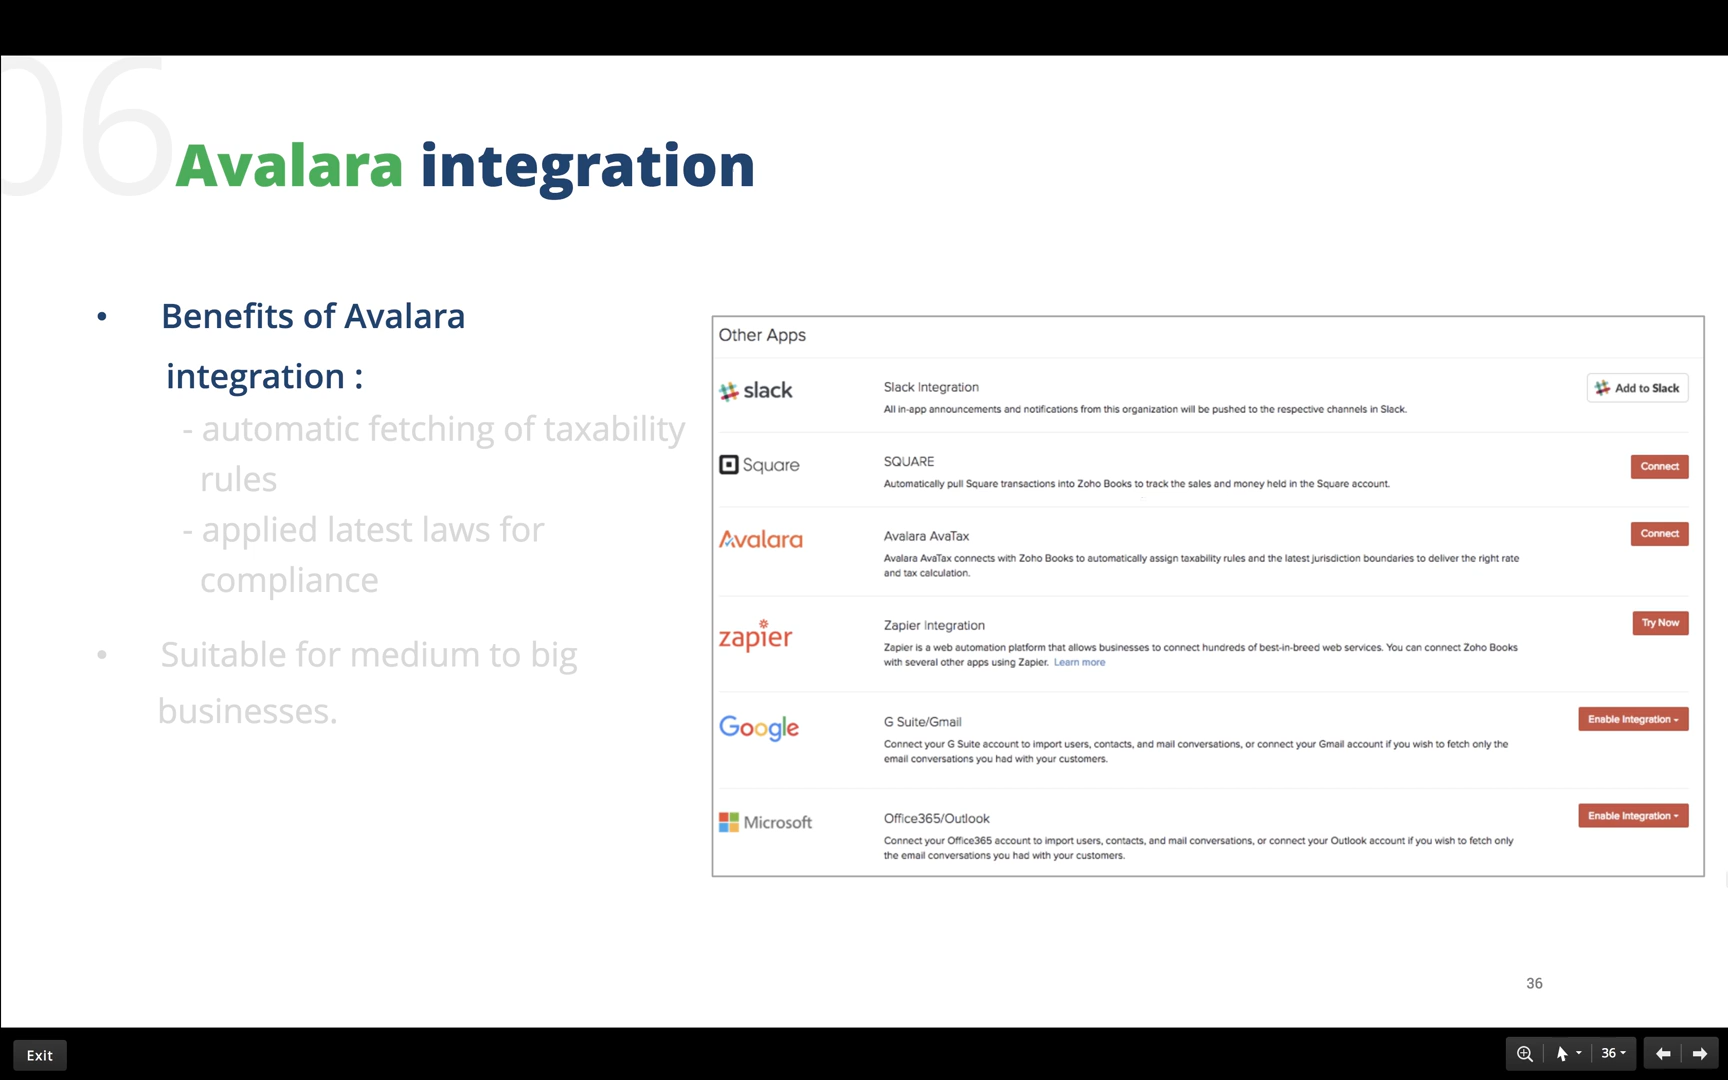 06
Avalara integration
• Benefits of Avalara
integration :
- automatic fetching of taxability
rules
- applied latest laws for
compliance
• Suitable for medium to big
businesses.
Other Apps
slack
Slack Integration
All in-app announcements and notifications from this organization will be pushed to the respective channels in Slack.
Add to Slack
Square
SQUARE
Automatically pull Square transactions into Zoho Books to track the sales and money held in the Square account.
Connect
Avalara
Avalara AvaTax
Avalara AvaTax connects with Zoho Books to automatically assign taxability rules and the latest jurisdiction boundaries to deliver the right rate
and tax calculation.
Connect
zapier
Zapier Integration
Zapier is a web automation platform that allows businesses to connect hundreds of best-in-breed web services. You can connect Zoho Books
with several other apps using Zapier. Learn more
Try Now
Google
G Suite/Gmail
Connect your G Suite account to import users, contacts, and mail conversations, or connect your Gmail account if you wish to fetch only the
email conversations you had with your customers.
Enable Integration
Microsoft
Office365/Outlook
Connect your Office365 account to import users, contacts, and mail conversations, or connect your Outlook account if you wish to fetch only
the email conversations you had with your customers.
Enable Integration
36
Exit
36